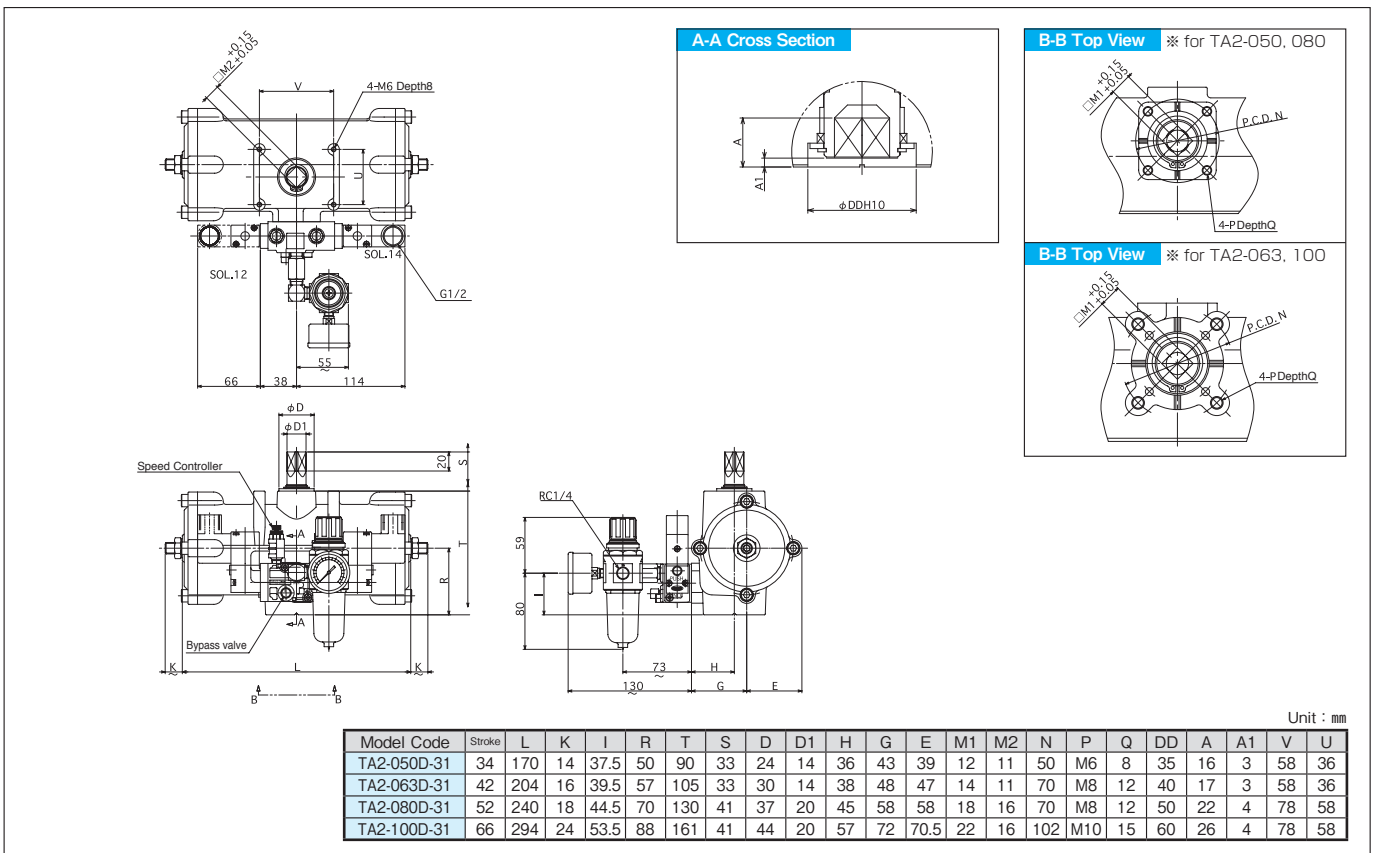 A-A Cross Section
A
A1
φDDH10
B-B Top View ※ for TA2-050, 080
□M1 +0.15 +0.05
P.C.D. N
4-PDepthQ
B-B Top View ※ for TA2-063, 100
□M1 +0.15 +0.05
P.C.D. N
4-PDepthQ
□M2 +0.15 +0.05
V
4-M6 Depth8
U
SOL.12
SOL.14
G1/2
55
66
38
114
φD
φD1
20
S
Speed Controller
A
T
R
Bypass valve
A
K
L
K
B
B
RC1/4
59
80
I
PUSH
73
H
130
G
E
Unit : mm
Model Code Stroke L K I R T S D D1 H G E M1 M2 N P Q DD A A1 V U
TA2-050D-31 34 170 14 37.5 50 90 33 24 14 36 43 39 12 11 50 M6 8 35 16 3 58 36
TA2-063D-31 42 204 16 39.5 57 105 33 30 14 38 48 47 14 11 70 M8 12 40 17 3 58 36
TA2-080D-31 52 240 18 44.5 70 130 41 37 20 45 58 58 18 16 70 M8 12 50 22 4 78 58
TA2-100D-31 66 294 24 53.5 88 161 41 44 20 57 72 70.5 22 16 102 M10 15 60 26 4 78 58